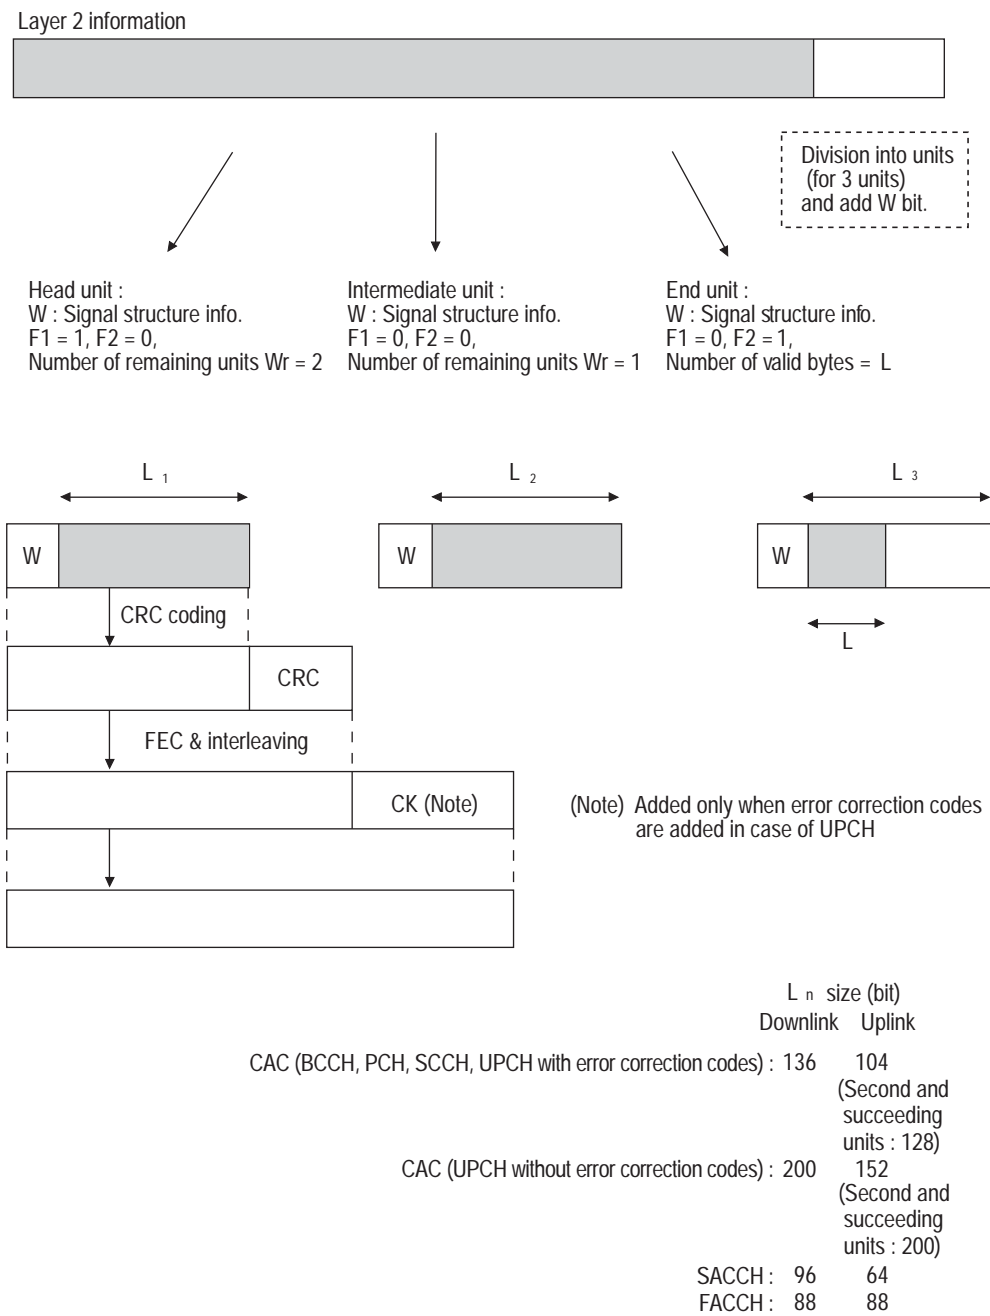 Layer 2 information
Division into units
(for 3 units)
and add W bit.
Head unit :
W : Signal structure info.
F1 = 1, F2 = 0,
Number of remaining units Wr = 2
Intermediate unit :
W : Signal structure info.
F1 = 0, F2 = 0,
Number of remaining units Wr = 1
End unit :
W : Signal structure info.
F1 = 0, F2 = 1,
Number of valid bytes = L
L 1
L 2
L 3
W
W
W
CRC coding
L
CRC
FEC & interleaving
CK (Note)
(Note) Added only when error correction codes
are added in case of UPCH
L n size (bit)
Downlink Uplink
CAC (BCCH, PCH, SCCH, UPCH with error correction codes) : 136 104
(Second and
succeeding
units : 128)
CAC (UPCH without error correction codes) : 200 152
(Second and
succeeding
units : 200)
SACCH : 96 64
FACCH : 88 88